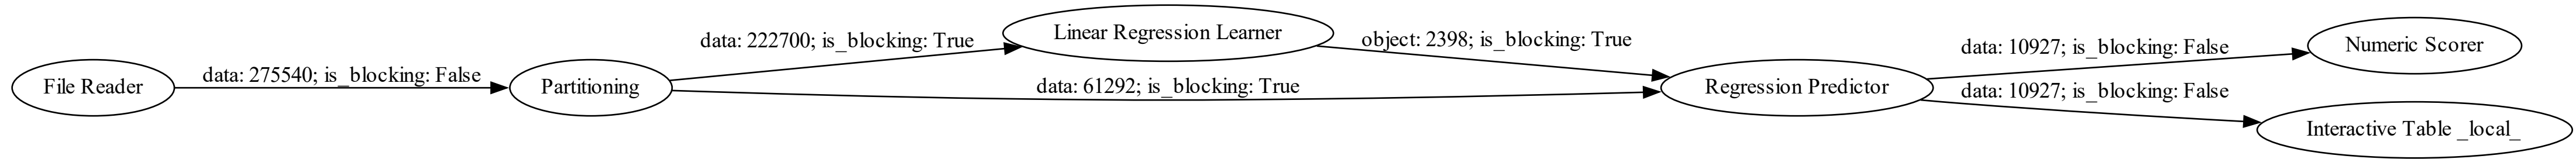 File Reader
data: 275540; is_blocking: False
Partitioning
data: 222700; is_blocking: True
Linear Regression Learner
data: 61292; is_blocking: True
object: 2398; is_blocking: True
Regression Predictor
data: 10927; is_blocking: False
Numeric Scorer
data: 10927; is_blocking: False
Interactive Table _local_